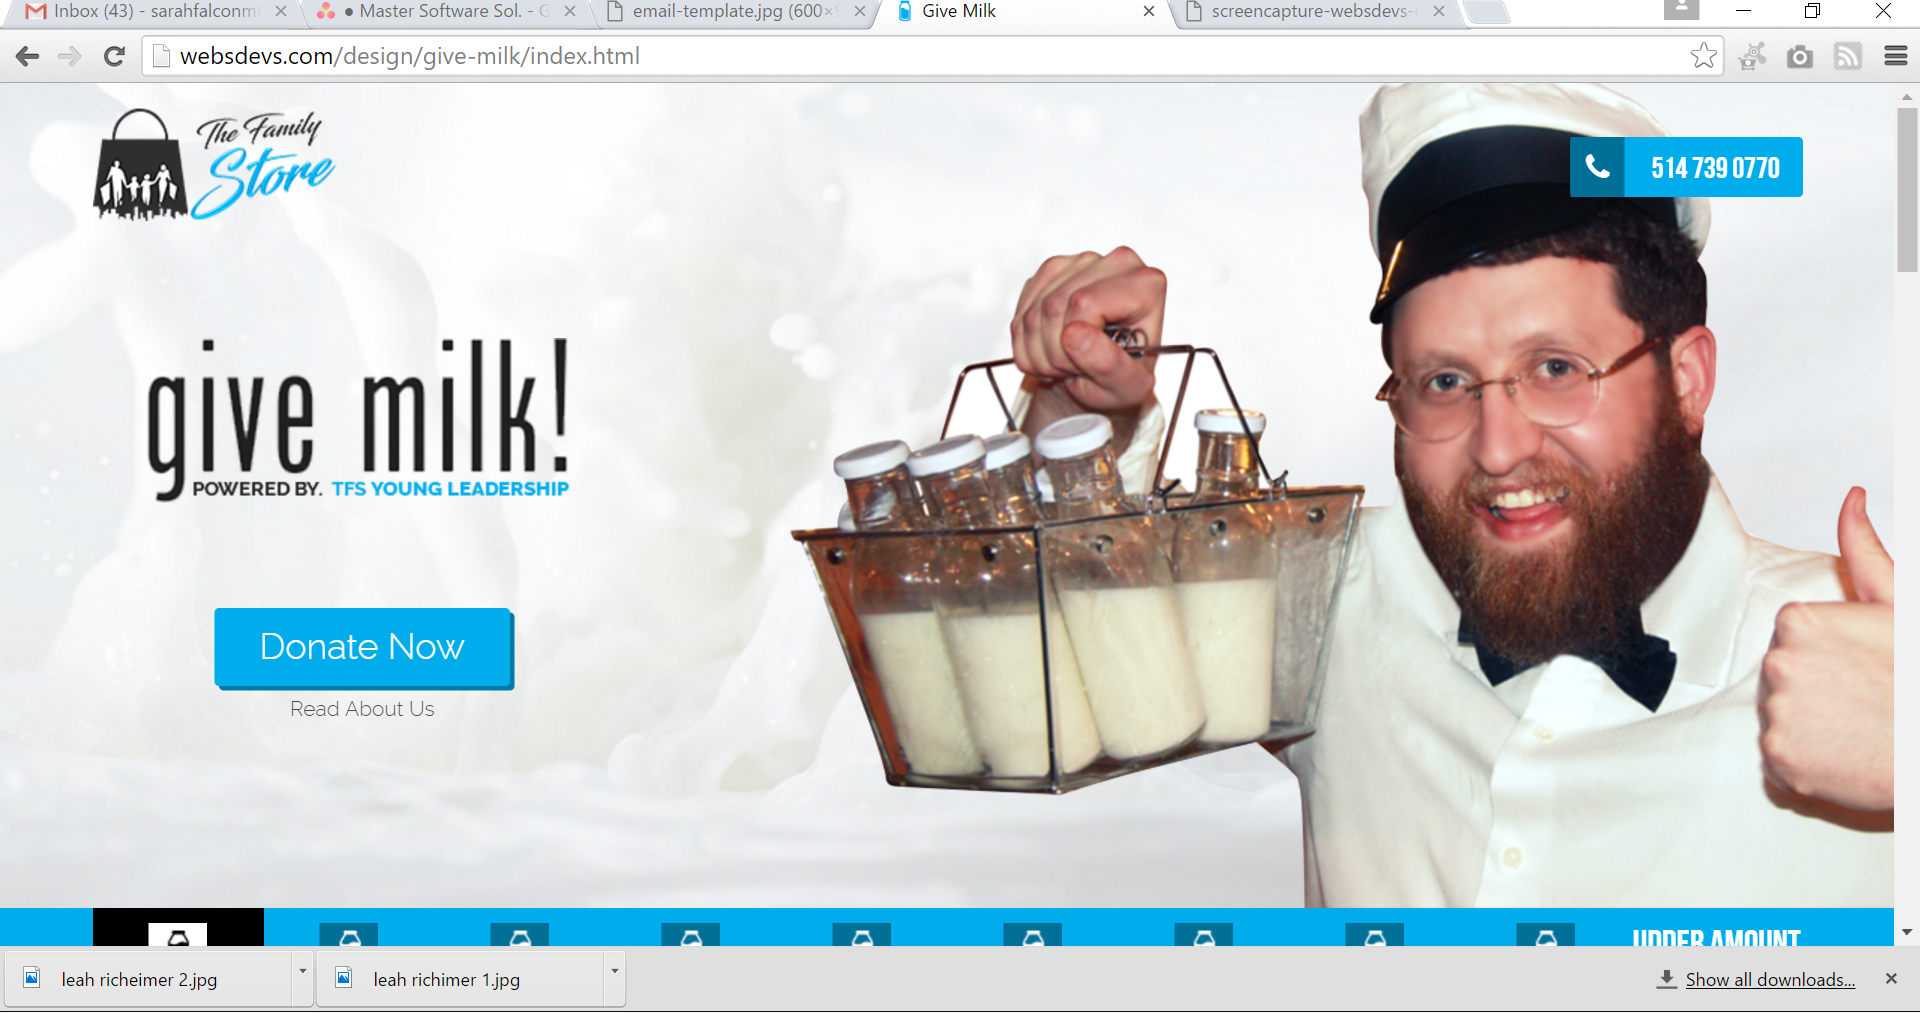 Inbox (43) - sarahfalconm
● Master Software Sol. - G
email-template.jpg (600×
Give Milk
screencapture-websdevs-
websdevs.com/design/give-milk/index.html
The Family
Store
514 739 0770
give milk!
POWERED BY. TFS YOUNG LEADERSHIP
Donate Now
Read About Us
UDDER AMOUNT
leah richeimer 2.jpg
leah richimer 1.jpg
Show all downloads...